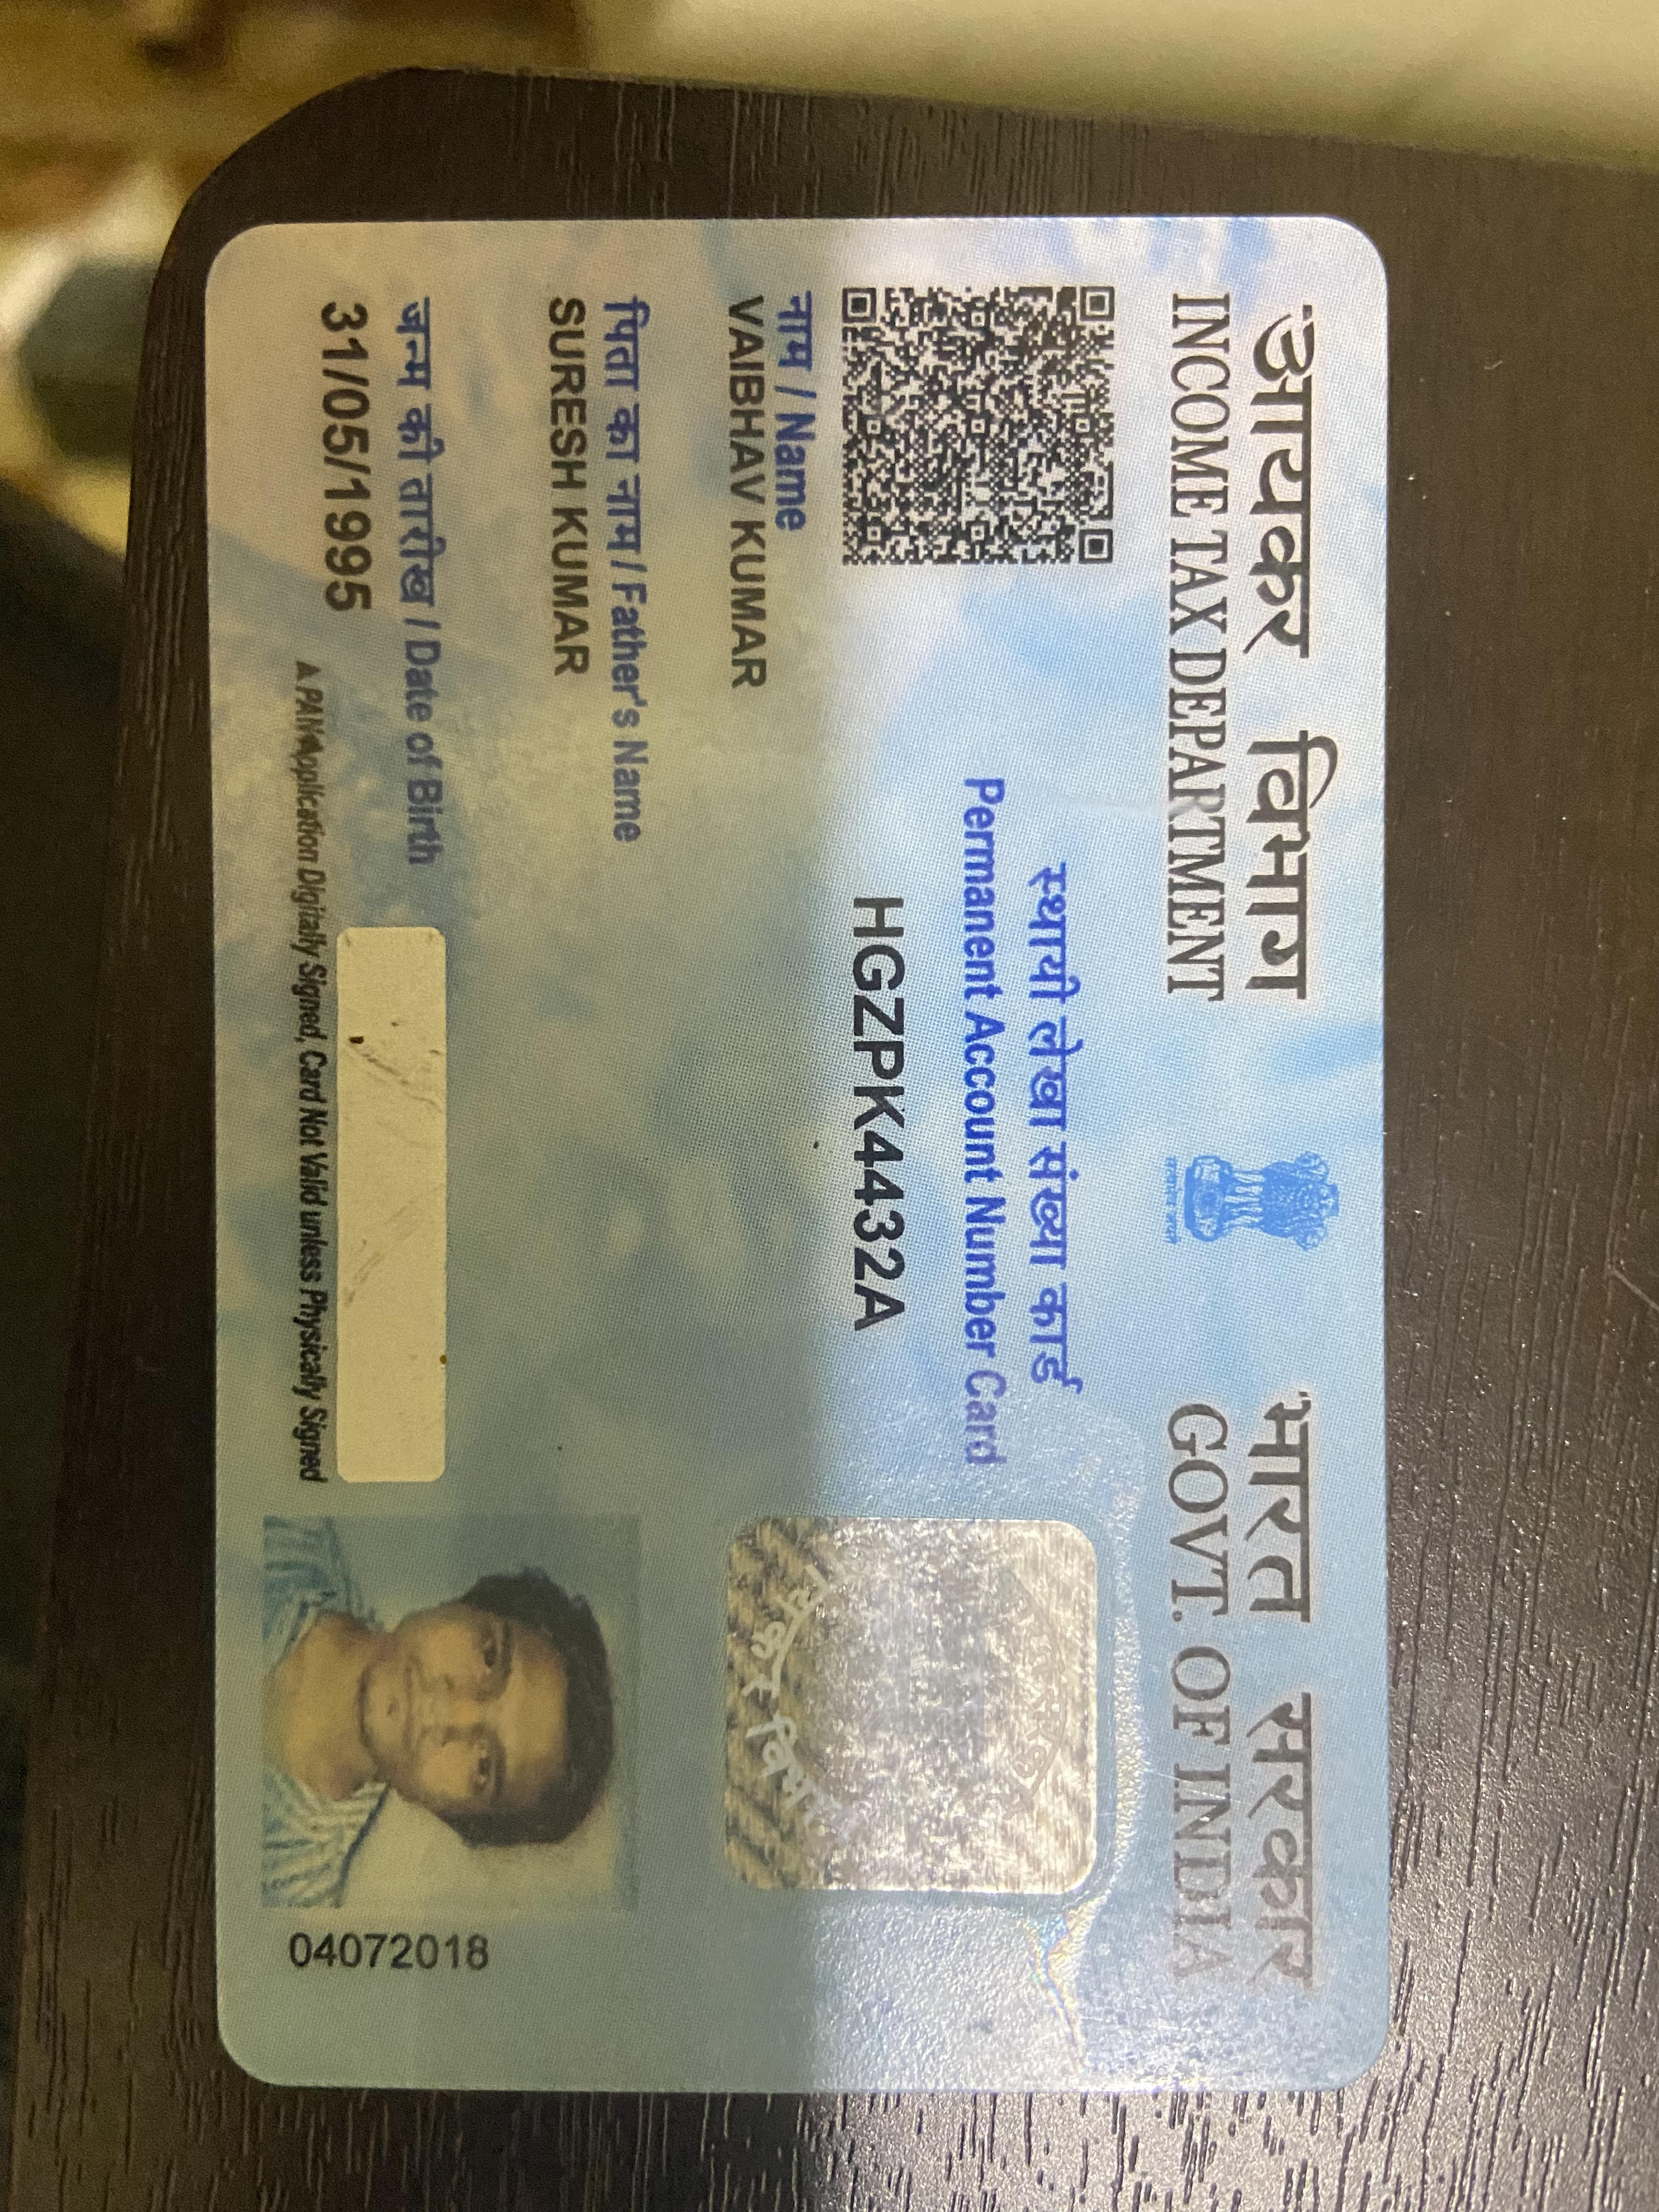 आयकर विभाग
INCOME TAX DEPARTMENT
भारत सरकार
GOVT. OF INDIA
स्थायी लेखा संख्या कार्ड
Permanent Account Number Card
HGZPK4432A
नाम / Name
VAIBHAV KUMAR
पिता का नाम / Father's Name
SURESH KUMAR
जन्म की तारीख / Date of Birth
31/05/1995
A PAN Application Digitally Signed, Card Not Valid unless Physically Signed
04072018